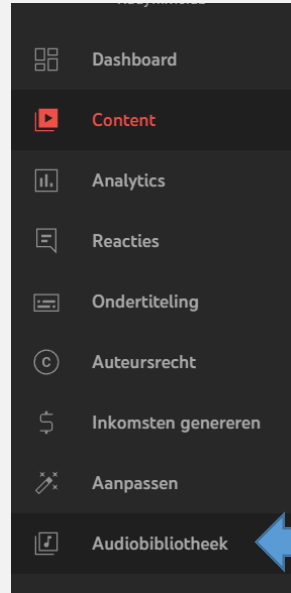 Dashboard
Content
Analytics
Reacties
Ondertiteling
Auteursrecht
Inkomsten genereren
Aanpassen
Audiobibliotheek